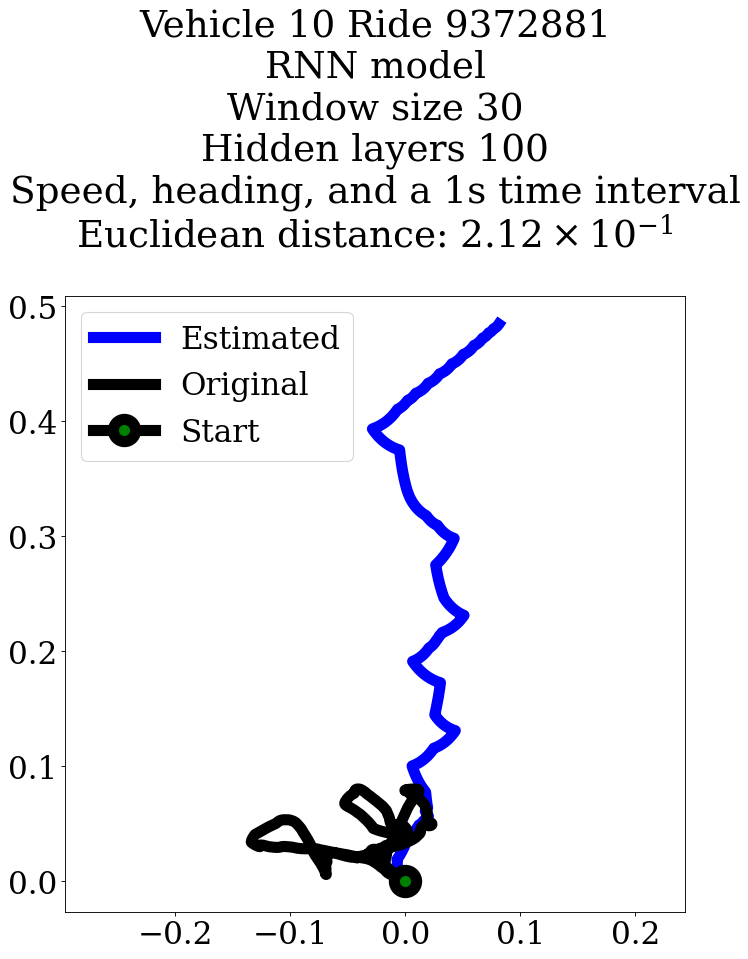 Vehicle 10 Ride 9372881
RNN model
Window size 30
Hidden layers 100
Speed, heading, and a 1s time interval
Euclidean distance: 2.12 × 10⁻¹
Estimated
Original
Start
0.5
0.4
0.3
0.2
0.1
0.0
−0.2 −0.1 0.0 0.1 0.2